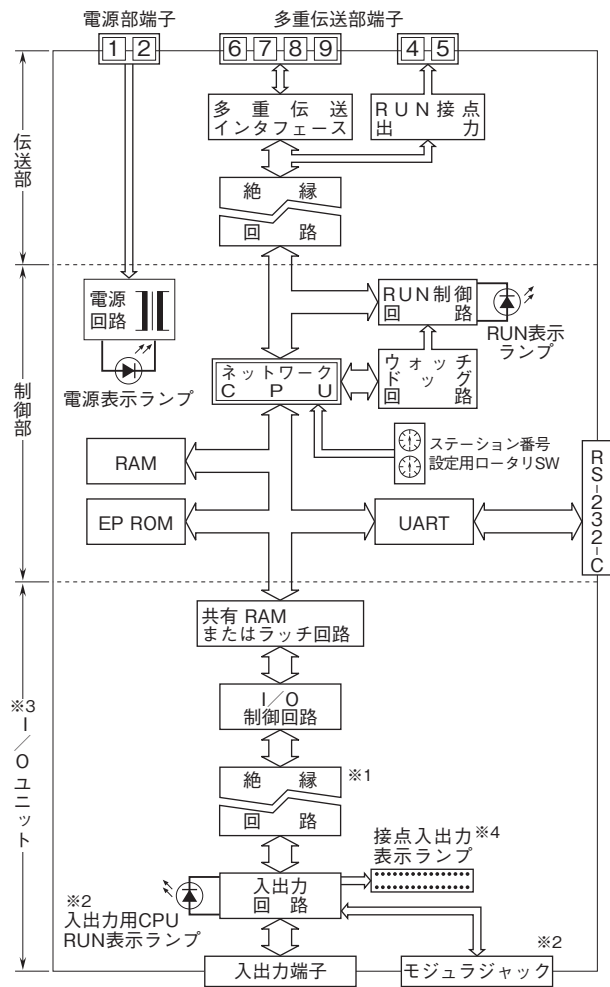 電源部端子
多重伝送部端子
1 2
6 7 8 9
4 5
多重伝送
インタフェース
RUN接点
出力
伝送部
絶縁
回路
電源
回路
RUN制御
回路
RUN表示
ランプ
電源表示ランプ
ネットワーク
CPU
ウォッチ
ドッグ
回路
制御部
ステーション番号
設定用ロータリSW
RAM
EP ROM
UART
RS-232-C
共有 RAM
またはラッチ回路
※3
I/Oユニット
I/O
制御回路
絶縁
回路
※1
接点入出力※4
表示ランプ
入出力
回路
※2
入出力用CPU
RUN表示ランプ
入出力端子
モジュラジャック
※2